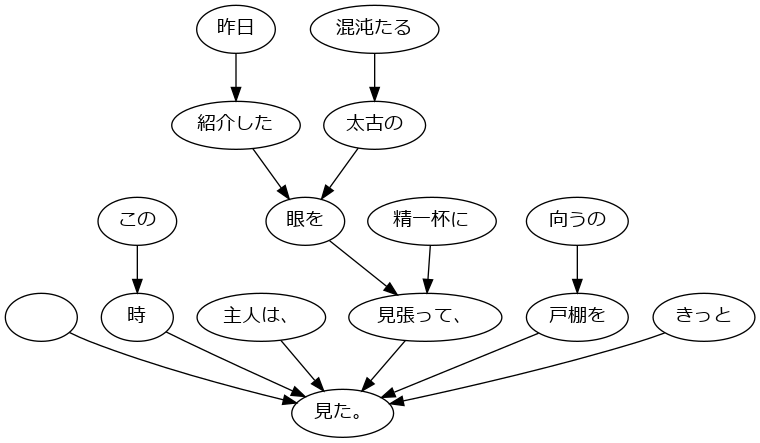 昨日
混沌たる
紹介した
太古の
この
眼を
精一杯に
向うの
時
主人は、
見張って、
戸棚を
きっと
見た。